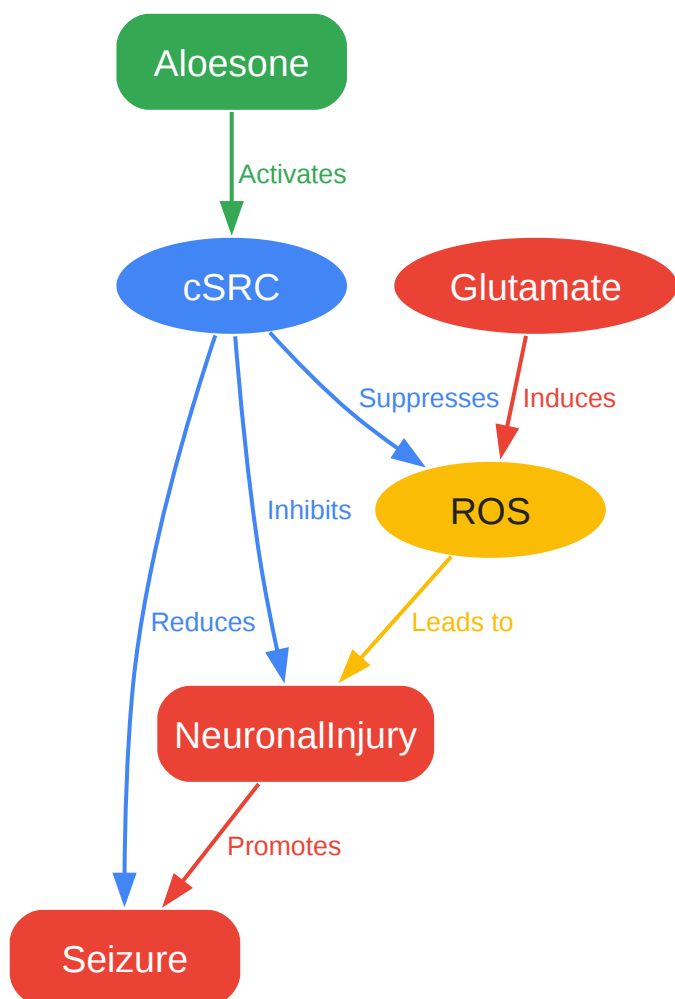 Aloesone
Activates
cSRC
Glutamate
Suppresses
Induces
Inhibits
ROS
Reduces
Leads to
NeuronalInjury
Promotes
Seizure